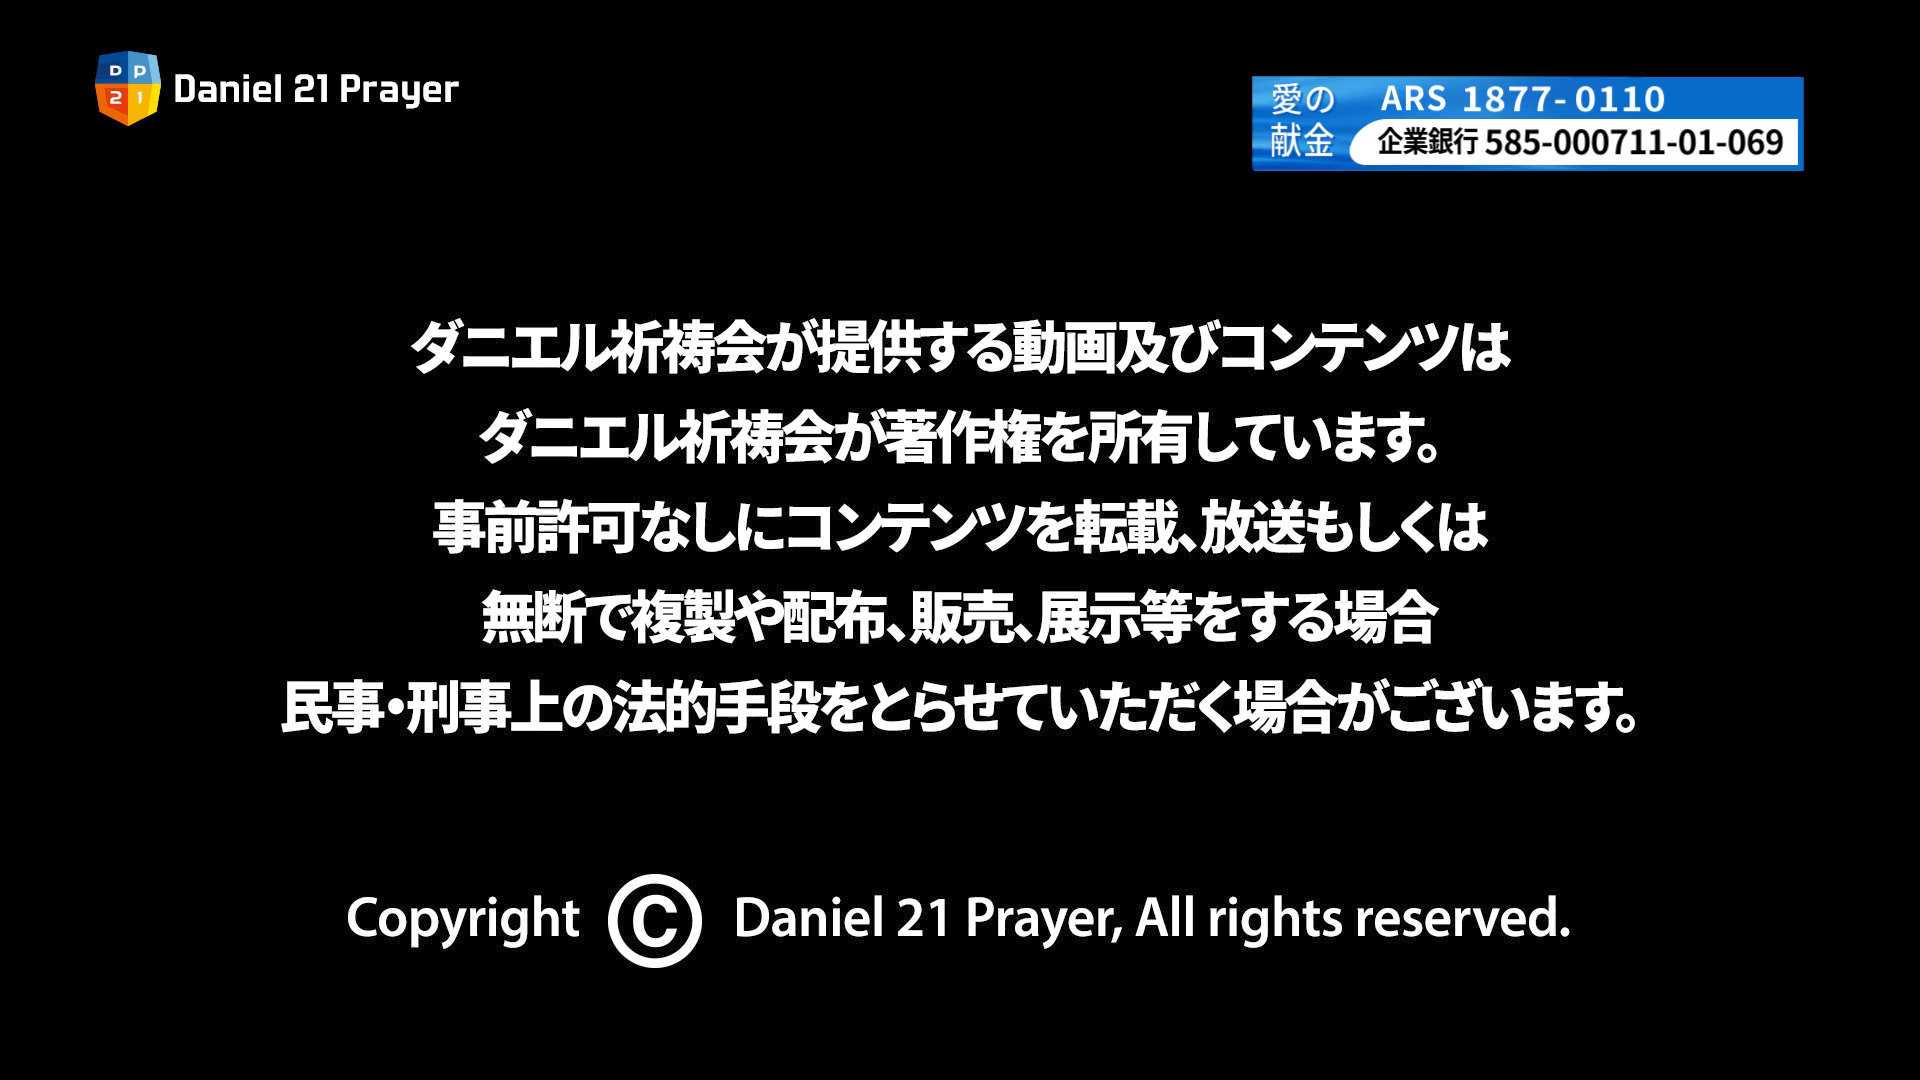 DP
21
Daniel 21 Prayer
愛の
献金
ARS 1877-0110
企業銀行 585-000711-01-069
ダニエル祈祷会が提供する動画及びコンテンツは
ダニエル祈祷会が著作権を所有しています。
事前許可なしにコンテンツを転載、放送もしくは
無断で複製や配布、販売、展示等をする場合
民事・刑事上の法的手段をとらせていただく場合がございます。
Copyright © Daniel 21 Prayer, All rights reserved.